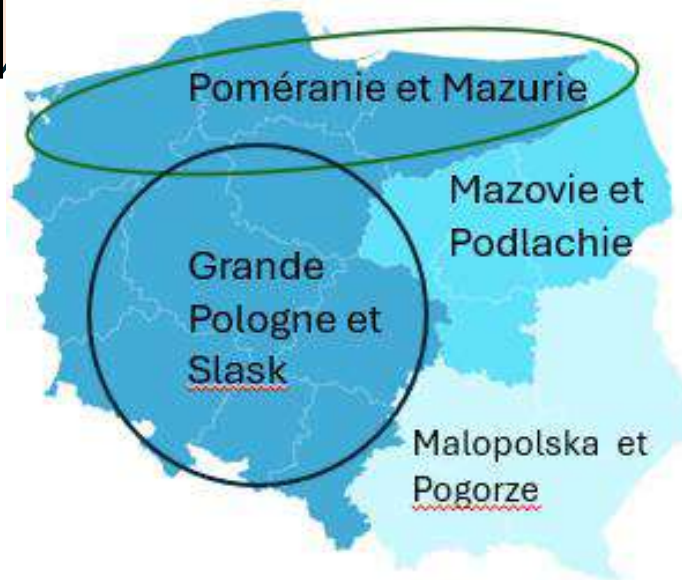 Poméranie et Mazurie
Mazovie et
Podlachie
Grande
Pologne et
Slask
Malopolska et
Pogorze